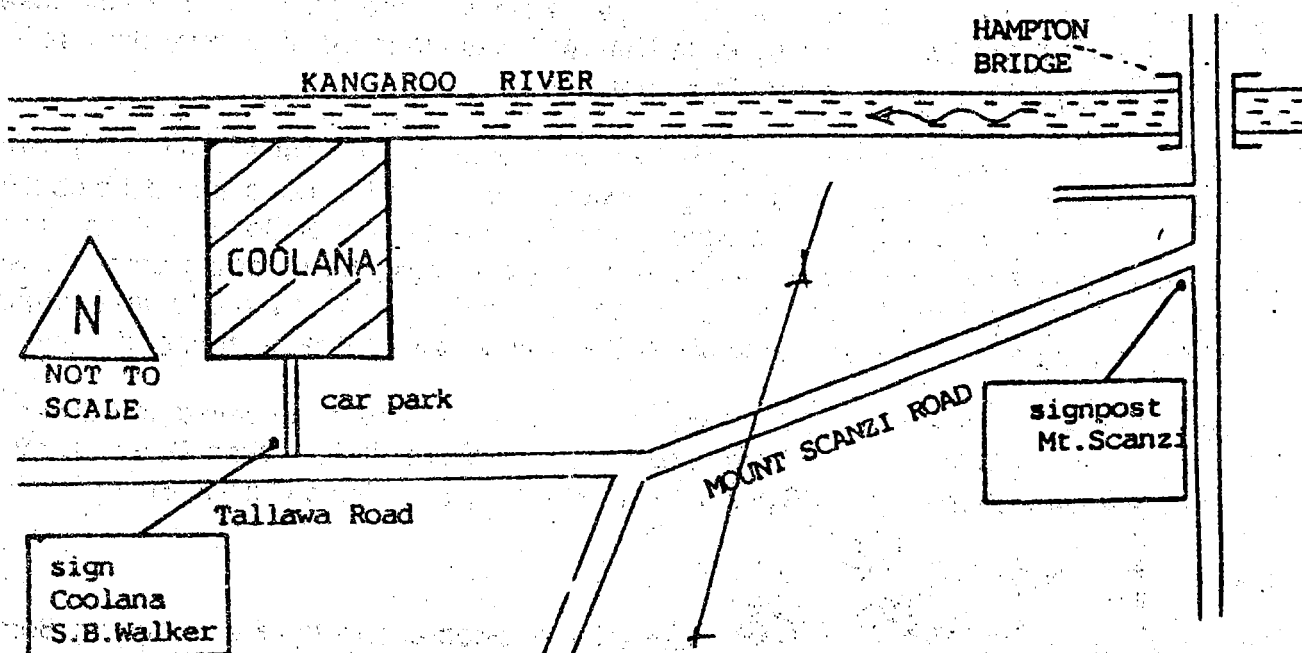 HAMPTON
BRIDGE
KANGAROO RIVER
COOLANA
N
NOT TO
SCALE
car park
MOUNT SCANZI ROAD
signpost
Mt.Scanzi
Tallawa Road
sign
Coolana
S.B.Walker